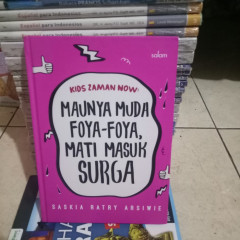 salam
KIDS ZAMAN NOW:
MAUNYA MUDA
FOYA-FOYA,
MATI MASUK
SURGA
SASKIA RATRY ARSIWIE